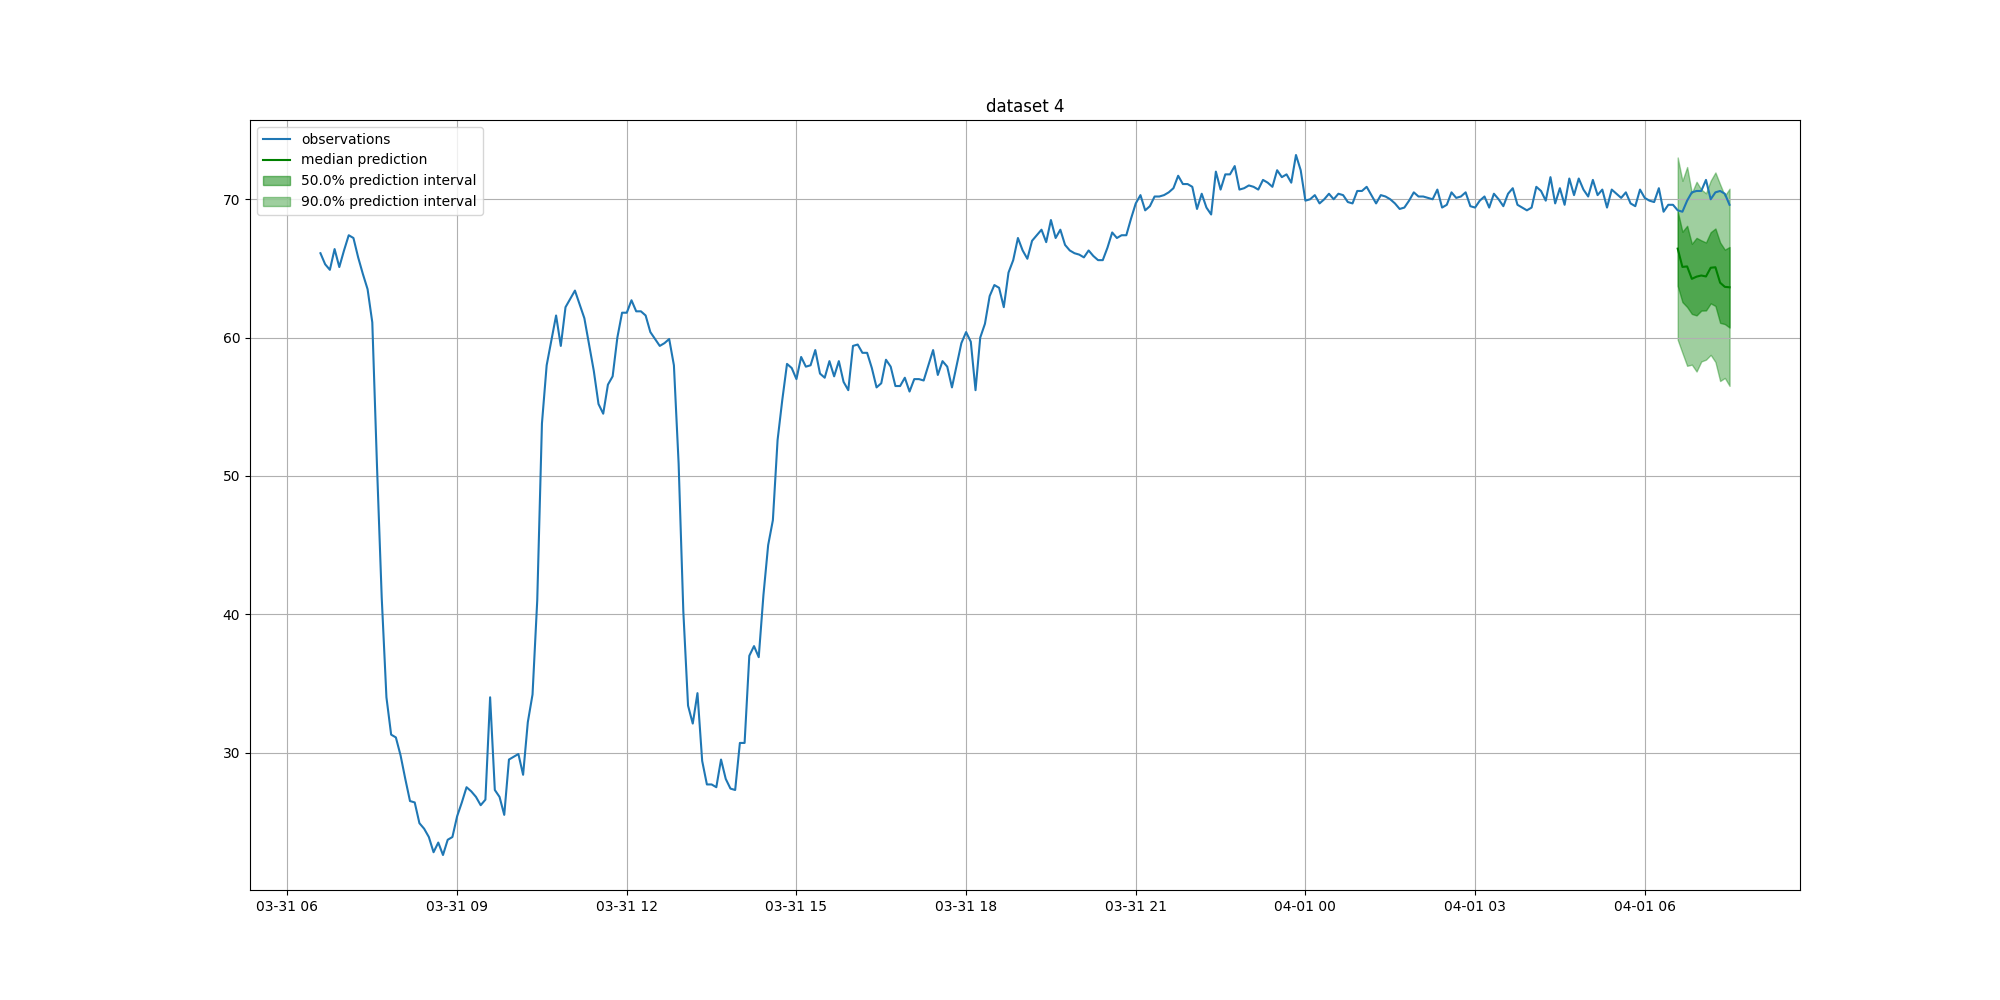 dataset 4
observations
median prediction
50.0% prediction interval
90.0% prediction interval
70
60
50
40
30
03-31 06
03-31 09
03-31 12
03-31 15
03-31 18
03-31 21
04-01 00
04-01 03
04-01 06